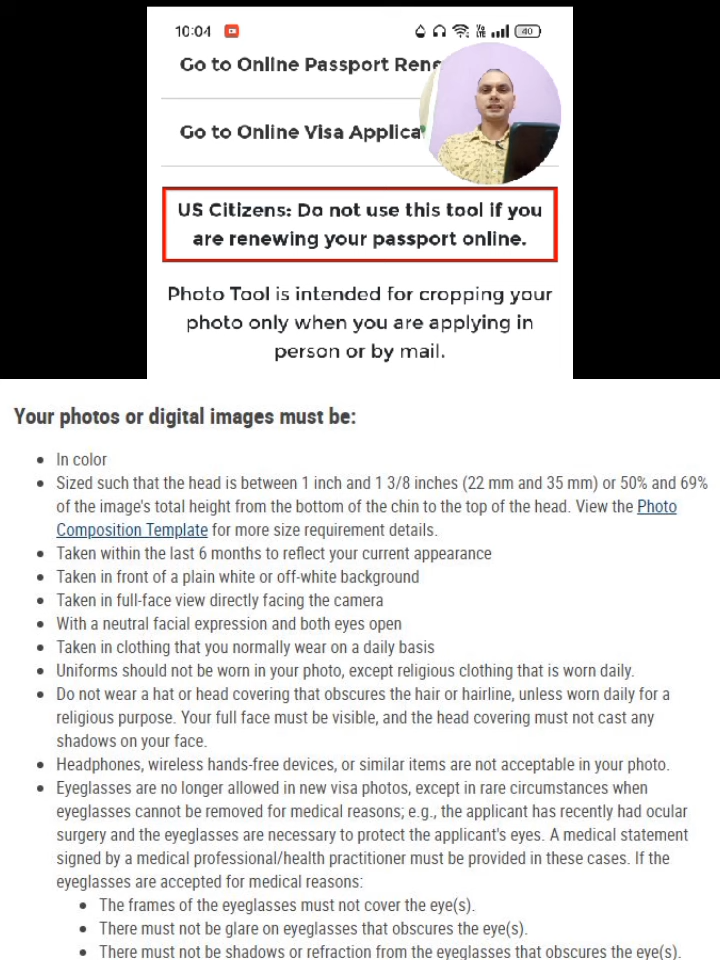 10:04
40
Go to Online Passport Rene
Go to Online Visa Applica
US Citizens: Do not use this tool if you
are renewing your passport online.
Photo Tool is intended for cropping your
photo only when you are applying in
person or by mail.
Your photos or digital images must be:
• In color
• Sized such that the head is between 1 inch and 1 3/8 inches (22 mm and 35 mm) or 50% and 69%
of the image's total height from the bottom of the chin to the top of the head. View the Photo
Composition Template for more size requirement details.
• Taken within the last 6 months to reflect your current appearance
• Taken in front of a plain white or off-white background
• Taken in full-face view directly facing the camera
• With a neutral facial expression and both eyes open
• Taken in clothing that you normally wear on a daily basis
• Uniforms should not be worn in your photo, except religious clothing that is worn daily.
• Do not wear a hat or head covering that obscures the hair or hairline, unless worn daily for a
religious purpose. Your full face must be visible, and the head covering must not cast any
shadows on your face.
• Headphones, wireless hands-free devices, or similar items are not acceptable in your photo.
• Eyeglasses are no longer allowed in new visa photos, except in rare circumstances when
eyeglasses cannot be removed for medical reasons; e.g., the applicant has recently had ocular
surgery and the eyeglasses are necessary to protect the applicant's eyes. A medical statement
signed by a medical professional/health practitioner must be provided in these cases. If the
eyeglasses are accepted for medical reasons:
• The frames of the eyeglasses must not cover the eye(s).
• There must not be glare on eyeglasses that obscures the eye(s).
• There must not be shadows or refraction from the eyeglasses that obscures the eye(s).